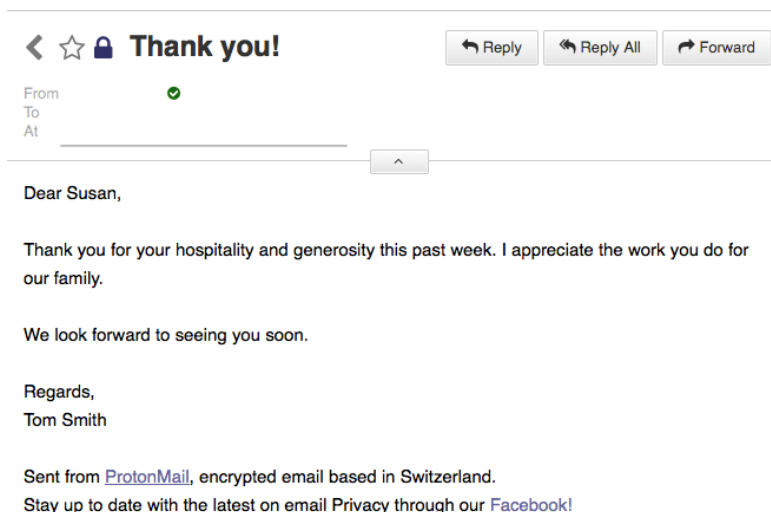 Thank you!
Reply
Reply All
Forward
From
To
At
Dear Susan,
Thank you for your hospitality and generosity this past week. I appreciate the work you do for
our family.
We look forward to seeing you soon.
Regards,
Tom Smith
Sent from ProtonMail, encrypted email based in Switzerland.
Stay up to date with the latest on email Privacy through our Facebook!